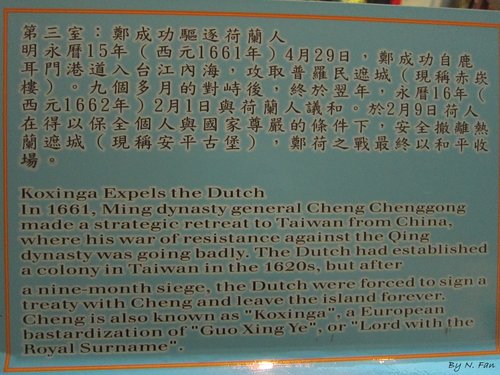 第三室：鄭成功驅逐荷蘭人
明永曆15年（西元1661年）4月29日，鄭成功自鹿
耳門港道入台江內海，攻取普羅民遮城（現稱赤崁
樓）。九個多月的對峙後，終於翌年，永曆16年（
西元1662年）2月1日與荷蘭人議和。於2月9日荷人
在得以保全個人與國家尊嚴的條件下，安全撤離熱
蘭遮城（現稱安平古堡），鄭荷之戰最終以和平收
場。
Koxinga Expels the Dutch
In 1661, Ming dynasty general Cheng Chenggong
made a strategic retreat to Taiwan from China,
where his war of resistance against the Qing
dynasty was going badly. The Dutch had established
a colony in Taiwan in the 1620s, but after
a nine-month siege, the Dutch were forced to sign a
treaty with Cheng and leave the island forever.
Cheng is also known as "Koxinga", a European
bastardization of "Guo Xing Ye", or "Lord with the
Royal Surname".
By N. Fan